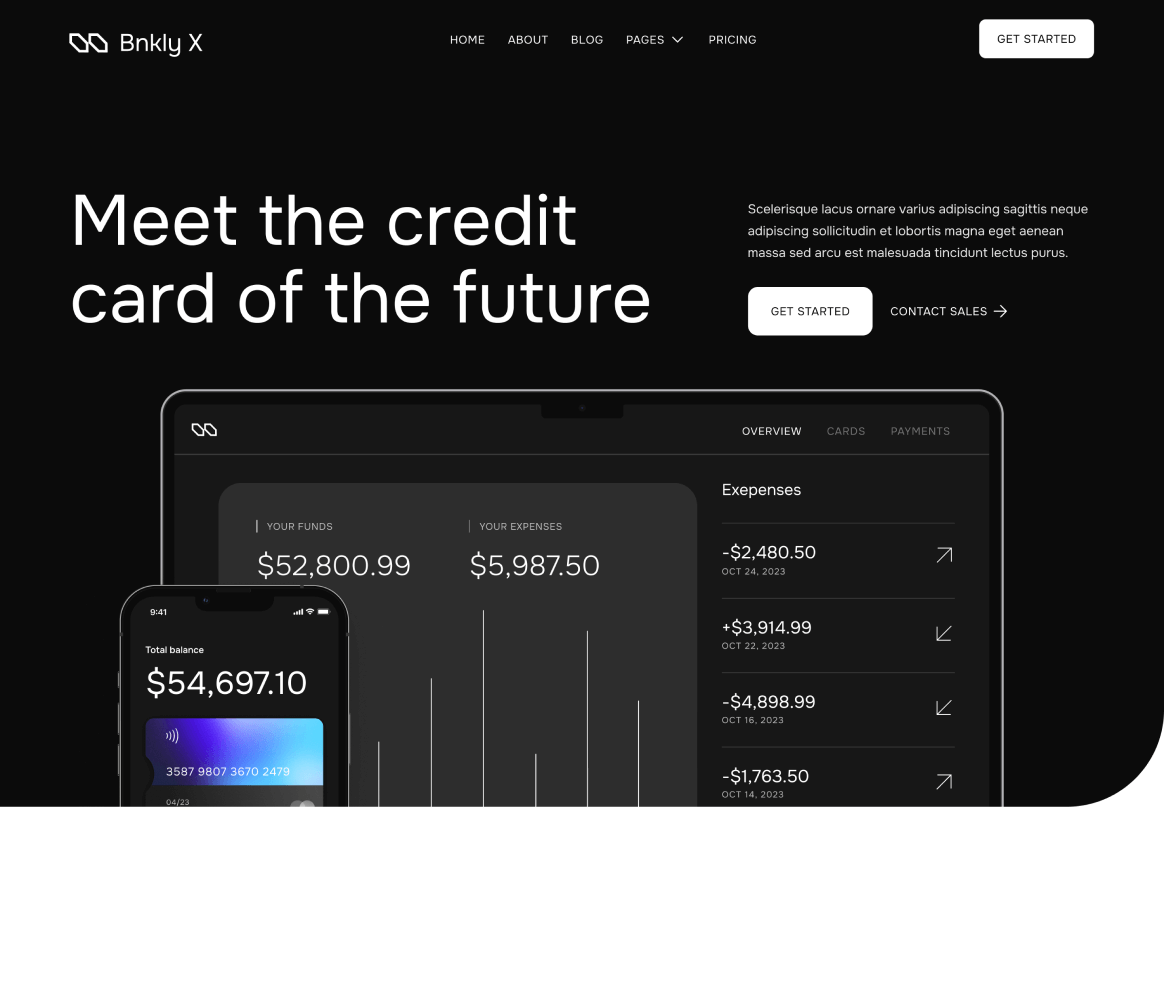 Bnkly X
HOME ABOUT BLOG PAGES PRICING
GET STARTED
Meet the credit
card of the future
Scelerisque lacus ornare varius adipiscing sagittis neque
adipiscing sollicitudin et lobortis magna eget aenean
massa sed arcu est malesuada tincidunt lectus purus.
GET STARTED
CONTACT SALES
OVERVIEW CARDS PAYMENTS
YOUR FUNDS
$52,800.99
YOUR EXPENSES
$5,987.50
Exepenses
-$2,480.50
OCT 24, 2023
+$3,914.99
OCT 22, 2023
-$4,898.99
OCT 16, 2023
-$1,763.50
OCT 14, 2023
9:41
Total balance
$54,697.10
3587 9807 3670 2479
04/23